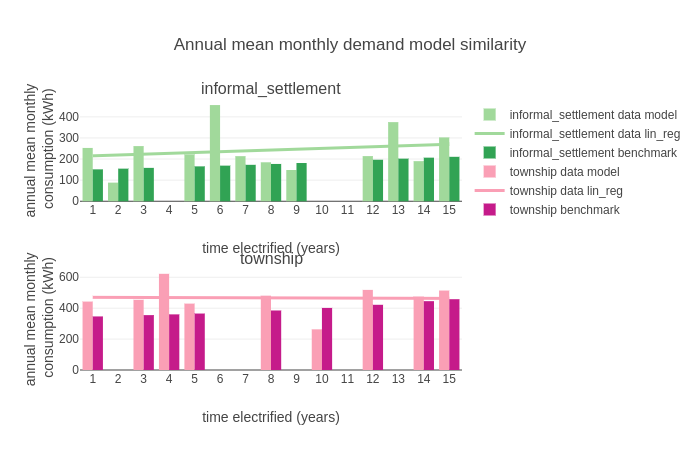 Annual mean monthly demand model similarity
informal_settlement
annual mean monthly
consumption (kWh)
400
300
200
100
0
1 2 3 4 5 6 7 8 9 10 11 12 13 14 15
time electrified (years)
informal_settlement data model
informal_settlement data lin_reg
informal_settlement benchmark
township data model
township data lin_reg
township benchmark
township
annual mean monthly
consumption (kWh)
600
400
200
0
1 2 3 4 5 6 7 8 9 10 11 12 13 14 15
time electrified (years)